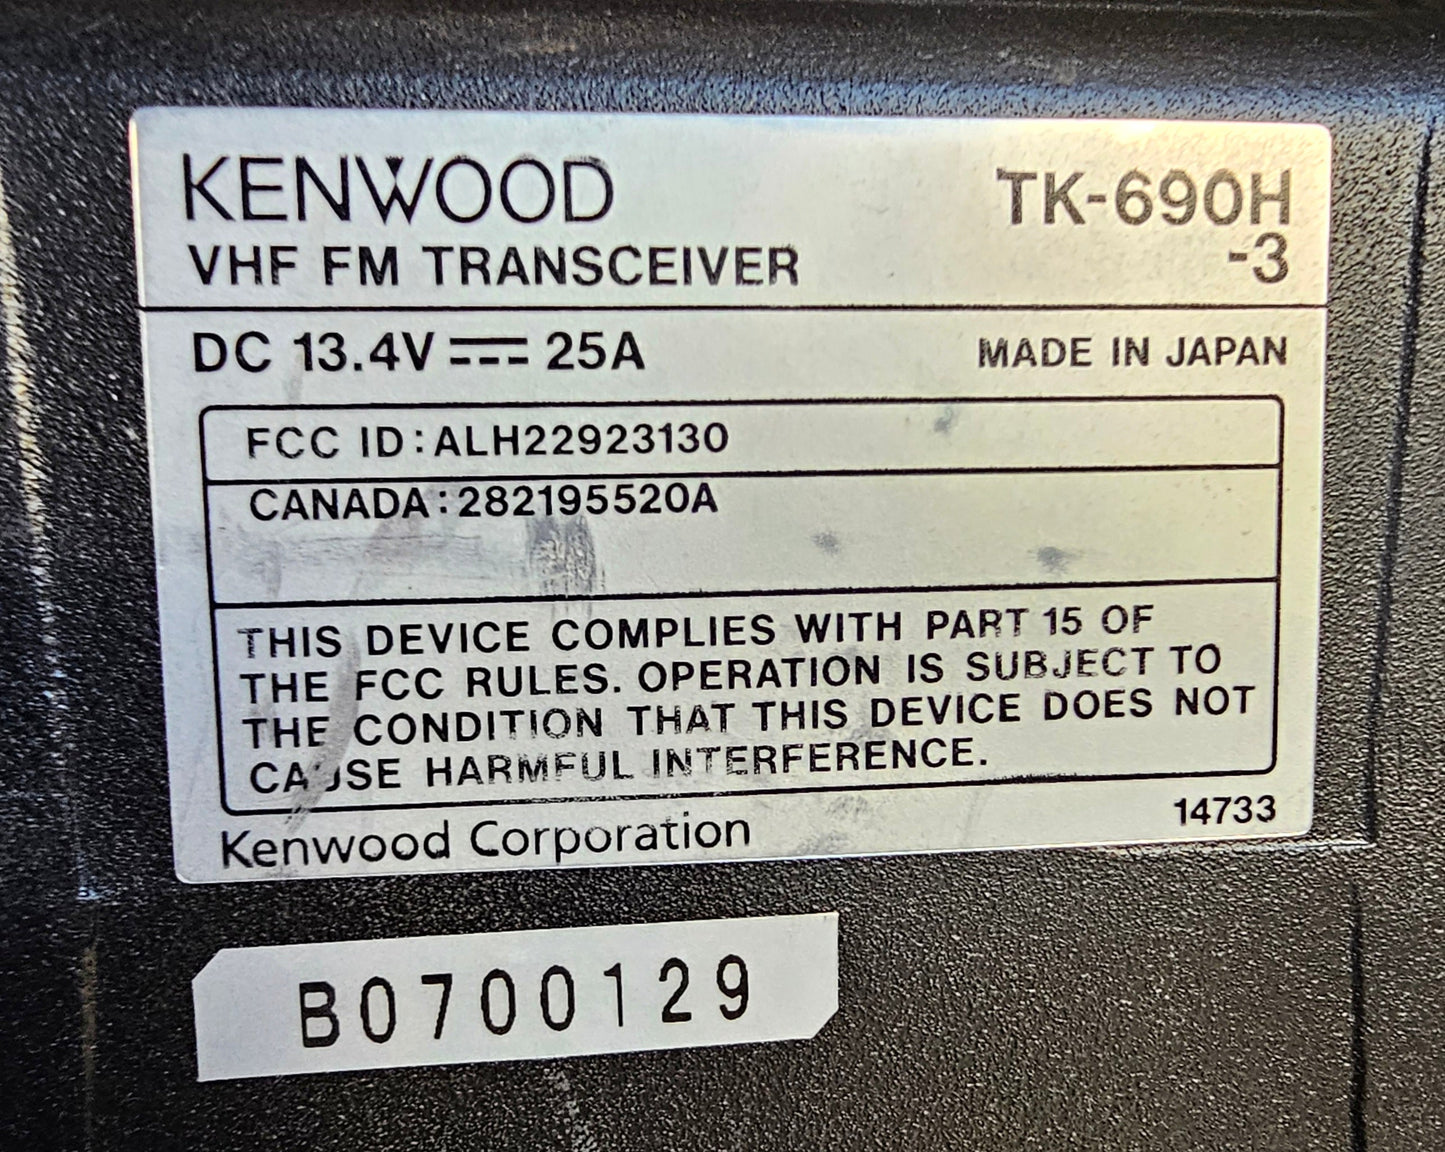 KENWOOD TK-690H
VHF FM TRANSCEIVER -3
DC 13.4V ⎓ 25A MADE IN JAPAN
FCC ID:ALH22923130
CANADA:282195520A
THIS DEVICE COMPLIES WITH PART 15 OF
THE FCC RULES. OPERATION IS SUBJECT TO
THE CONDITION THAT THIS DEVICE DOES NOT
CAUSE HARMFUL INTERFERENCE.
Kenwood Corporation 14733
B0700129